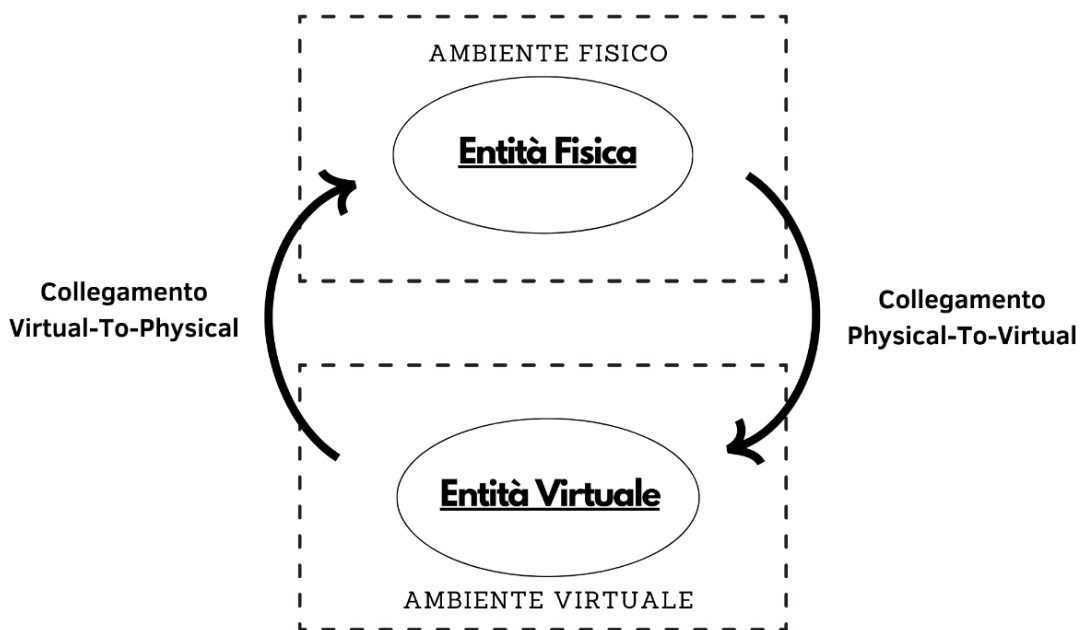 AMBIENTE FISICO
Entità Fisica
Collegamento
Virtual-To-Physical
Collegamento
Physical-To-Virtual
Entità Virtuale
AMBIENTE VIRTUALE